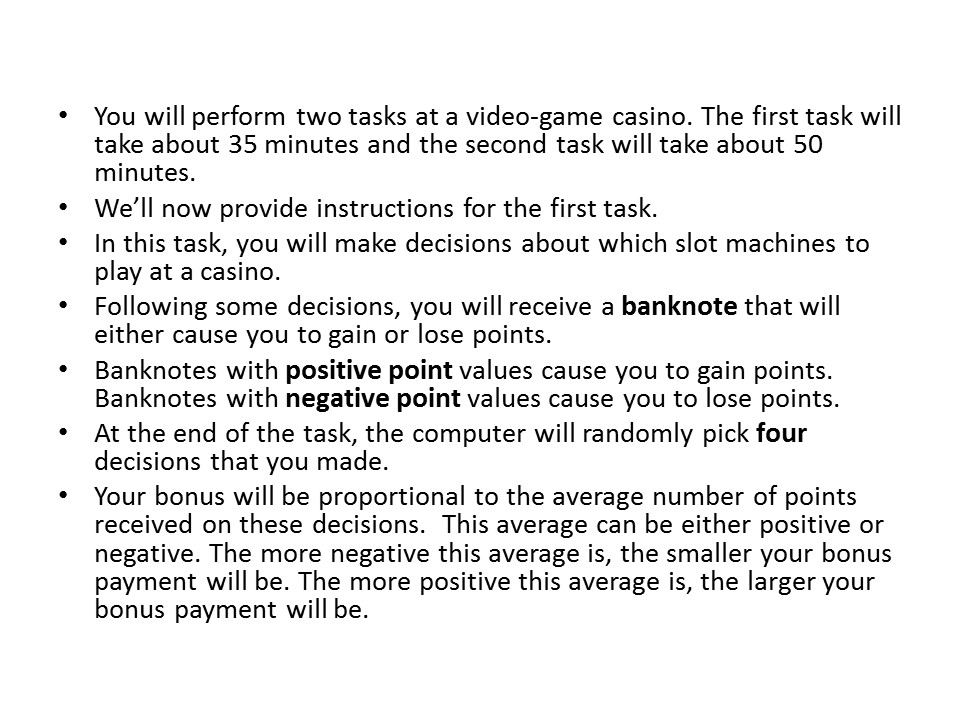 • You will perform two tasks at a video-game casino. The first task will
take about 35 minutes and the second task will take about 50
minutes.
• We’ll now provide instructions for the first task.
• In this task, you will make decisions about which slot machines to
play at a casino.
• Following some decisions, you will receive a banknote that will
either cause you to gain or lose points.
• Banknotes with positive point values cause you to gain points.
Banknotes with negative point values cause you to lose points.
• At the end of the task, the computer will randomly pick four
decisions that you made.
• Your bonus will be proportional to the average number of points
received on these decisions.  This average can be either positive or
negative. The more negative this average is, the smaller your bonus
payment will be. The more positive this average is, the larger your
bonus payment will be.